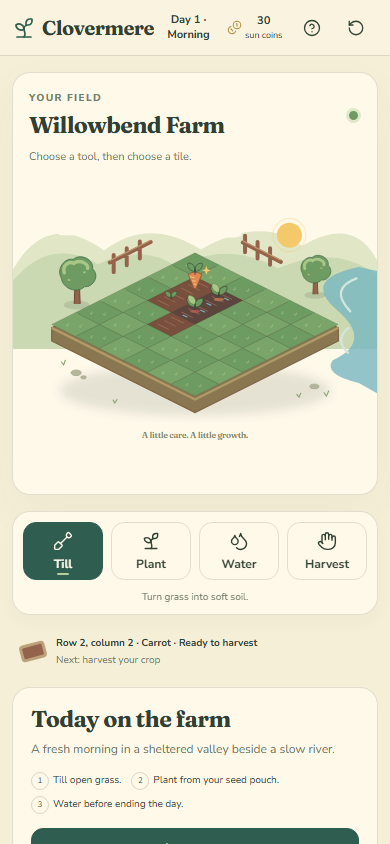 Clovermere
Day 1 ·
Morning
30
sun coins
YOUR FIELD
Willowbend Farm
Choose a tool, then choose a tile.
A little care. A little growth.
Till
Plant
Water
Harvest
Turn grass into soft soil.
Row 2, column 2 · Carrot · Ready to harvest
Next: harvest your crop
Today on the farm
A fresh morning in a sheltered valley beside a slow river.
1 Till open grass. 2 Plant from your seed pouch.
3 Water before ending the day.